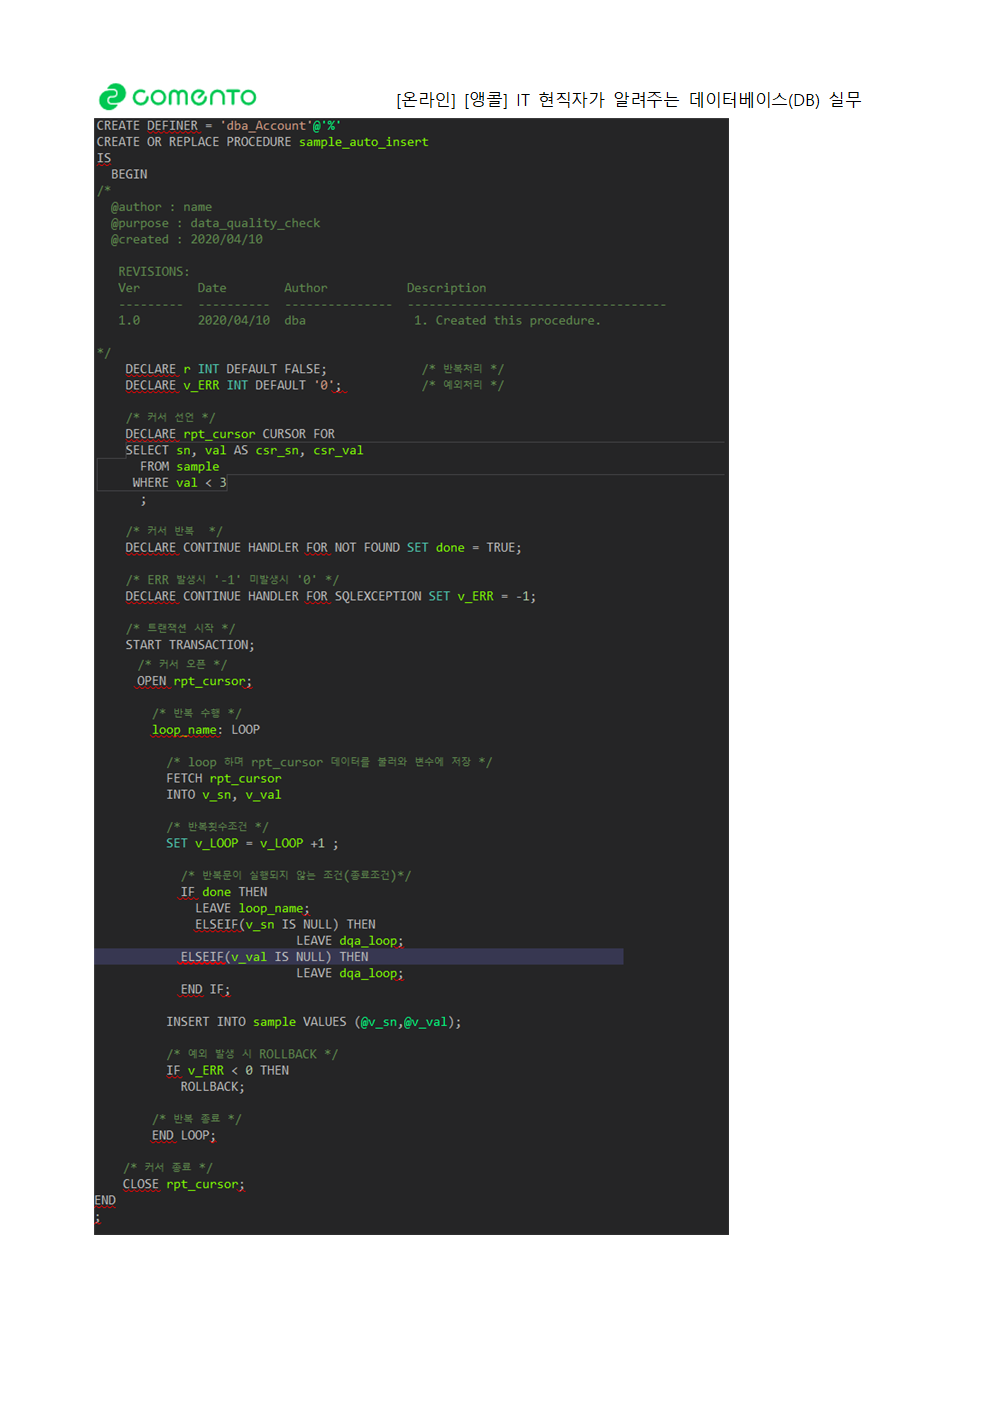 comento
[온라인] [앵콜] IT 현직자가 알려주는 데이터베이스(DB) 실무
CREATE DEFINER = 'dba_Account'@'%'
CREATE OR REPLACE PROCEDURE sample_auto_insert
IS
BEGIN
/*
@author : name
@purpose : data_quality_check
@created : 2020/04/10
REVISIONS:
Ver Date Author Description
--------- ---------- --------------- ------------------------------------
1.0 2020/04/10 dba 1. Created this procedure.
*/
DECLARE r INT DEFAULT FALSE; /* 반복처리 */
DECLARE v_ERR INT DEFAULT '0'; /* 예외처리 */
/* 커서 선언 */
DECLARE rpt_cursor CURSOR FOR
SELECT sn, val AS csr_sn, csr_val
FROM sample
WHERE val < 3
;
/* 커서 반복 */
DECLARE CONTINUE HANDLER FOR NOT FOUND SET done = TRUE;
/* ERR 발생시 '-1' 미발생시 '0' */
DECLARE CONTINUE HANDLER FOR SQLEXCEPTION SET v_ERR = -1;
/* 트랜잭션 시작 */
START TRANSACTION;
/* 커서 오픈 */
OPEN rpt_cursor;
/* 반복 수행 */
loop_name: LOOP
/* loop 하며 rpt_cursor 데이터를 불러와 변수에 저장 */
FETCH rpt_cursor
INTO v_sn, v_val
/* 반복횟수조건 */
SET v_LOOP = v_LOOP +1 ;
/* 반복문이 실행되지 않는 조건(종료조건)*/
IF done THEN
LEAVE loop_name;
ELSEIF(v_sn IS NULL) THEN
LEAVE dqa_loop;
ELSEIF(v_val IS NULL) THEN
LEAVE dqa_loop;
END IF;
INSERT INTO sample VALUES (@v_sn,@v_val);
/* 예외 발생 시 ROLLBACK */
IF v_ERR < 0 THEN
ROLLBACK;
/* 반복 종료 */
END LOOP;
/* 커서 종료 */
CLOSE rpt_cursor;
END
;